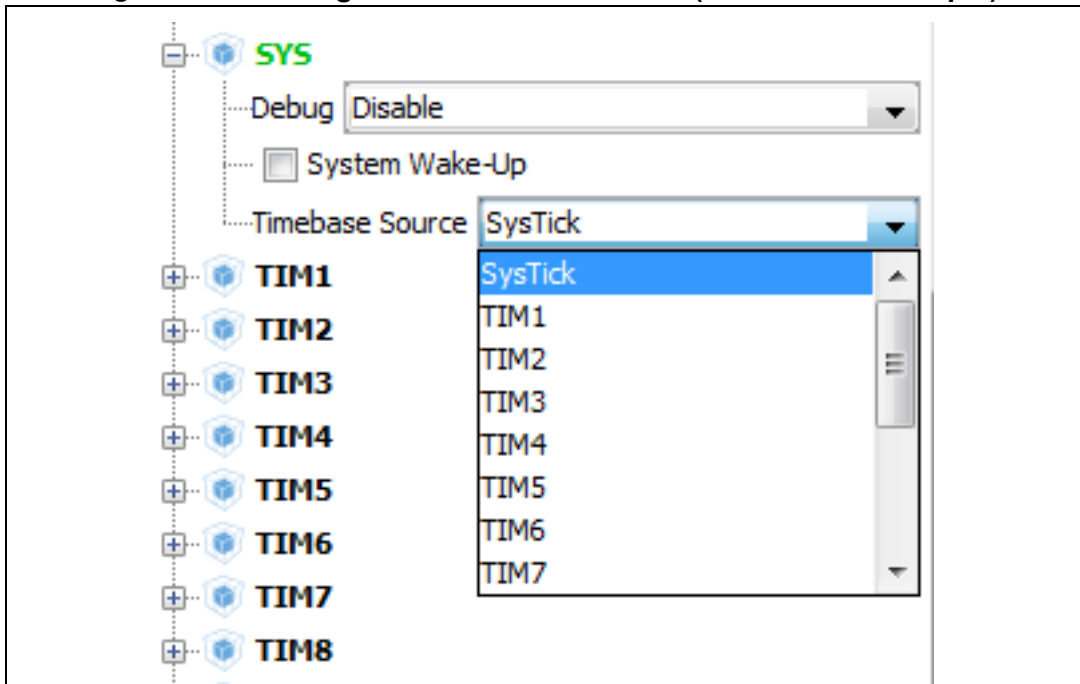 SYS
Debug Disable
System Wake-Up
Timebase Source SysTick
TIM1 SysTick
TIM1
TIM2 TIM2
TIM3
TIM3 TIM4
TIM4
TIM5 TIM5
TIM6 TIM6
TIM7 TIM7
TIM8